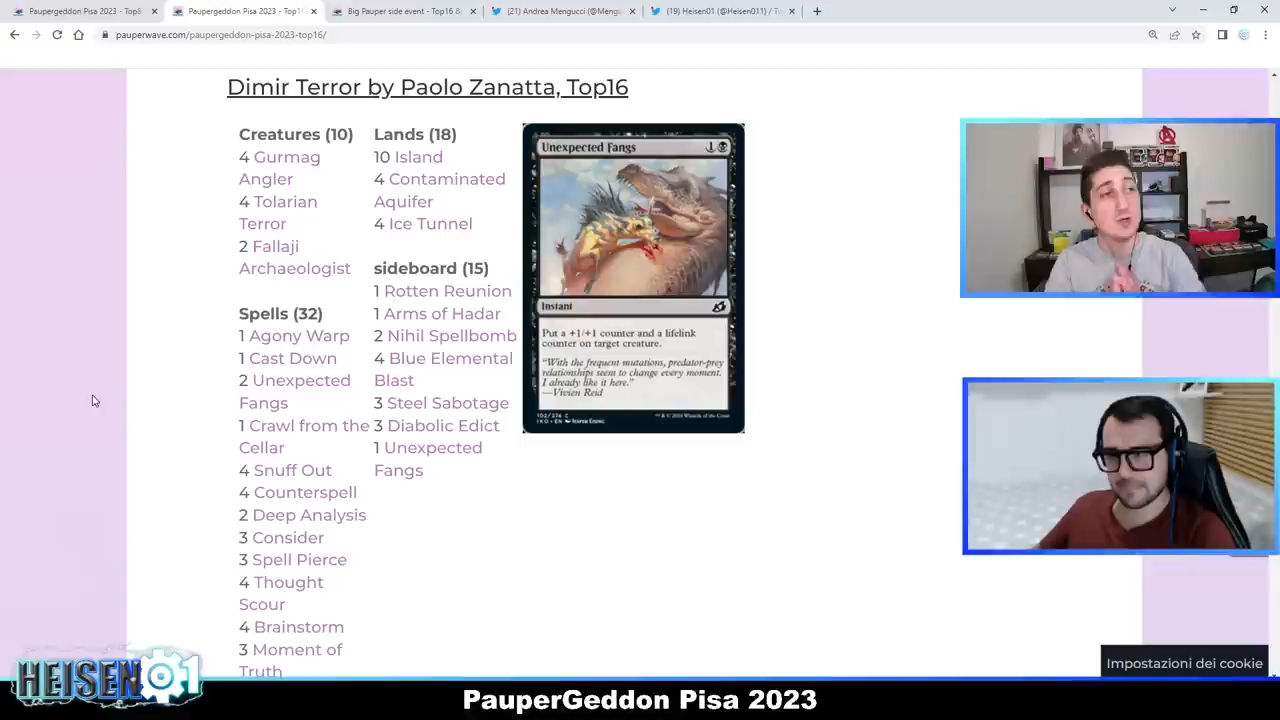 Paupergeddon Pisa 2023 - Top8
Paupergeddon Pisa 2023 - Top1
Big Pauper side event - Top16 &
(21) Andrea Mengucci (@Mengu
(19) Heisen01 (@Heisen011) /
pauperwave.com/paupergeddon-pisa-2023-top16/
Dimir Terror by Paolo Zanatta, Top16
Creatures (10)
4 Gurmag
Angler
4 Tolarian
Terror
2 Fallaji
Archaeologist
Spells (32)
1 Agony Warp
1 Cast Down
2 Unexpected
Fangs
1 Crawl from the
Cellar
4 Snuff Out
4 Counterspell
2 Deep Analysis
3 Consider
3 Spell Pierce
4 Thought
Scour
4 Brainstorm
3 Moment of
Truth
Lands (18)
10 Island
4 Contaminated
Aquifer
4 Ice Tunnel
sideboard (15)
1 Rotten Reunion
1 Arms of Hadar
2 Nihil Spellbomb
4 Blue Elemental
Blast
3 Steel Sabotage
3 Diabolic Edict
1 Unexpected
Fangs
Unexpected Fangs 1
Instant
Put a +1/+1 counter and a lifelink
counter on target creature.
"With the frequent mutations, predator-prey
relationships seem to change every moment.
I already like it here."
—Vivien Reid
102/274 C
IKO • EN
Impostazioni dei cookie
HEISEN 01
PauperGeddon Pisa 2023